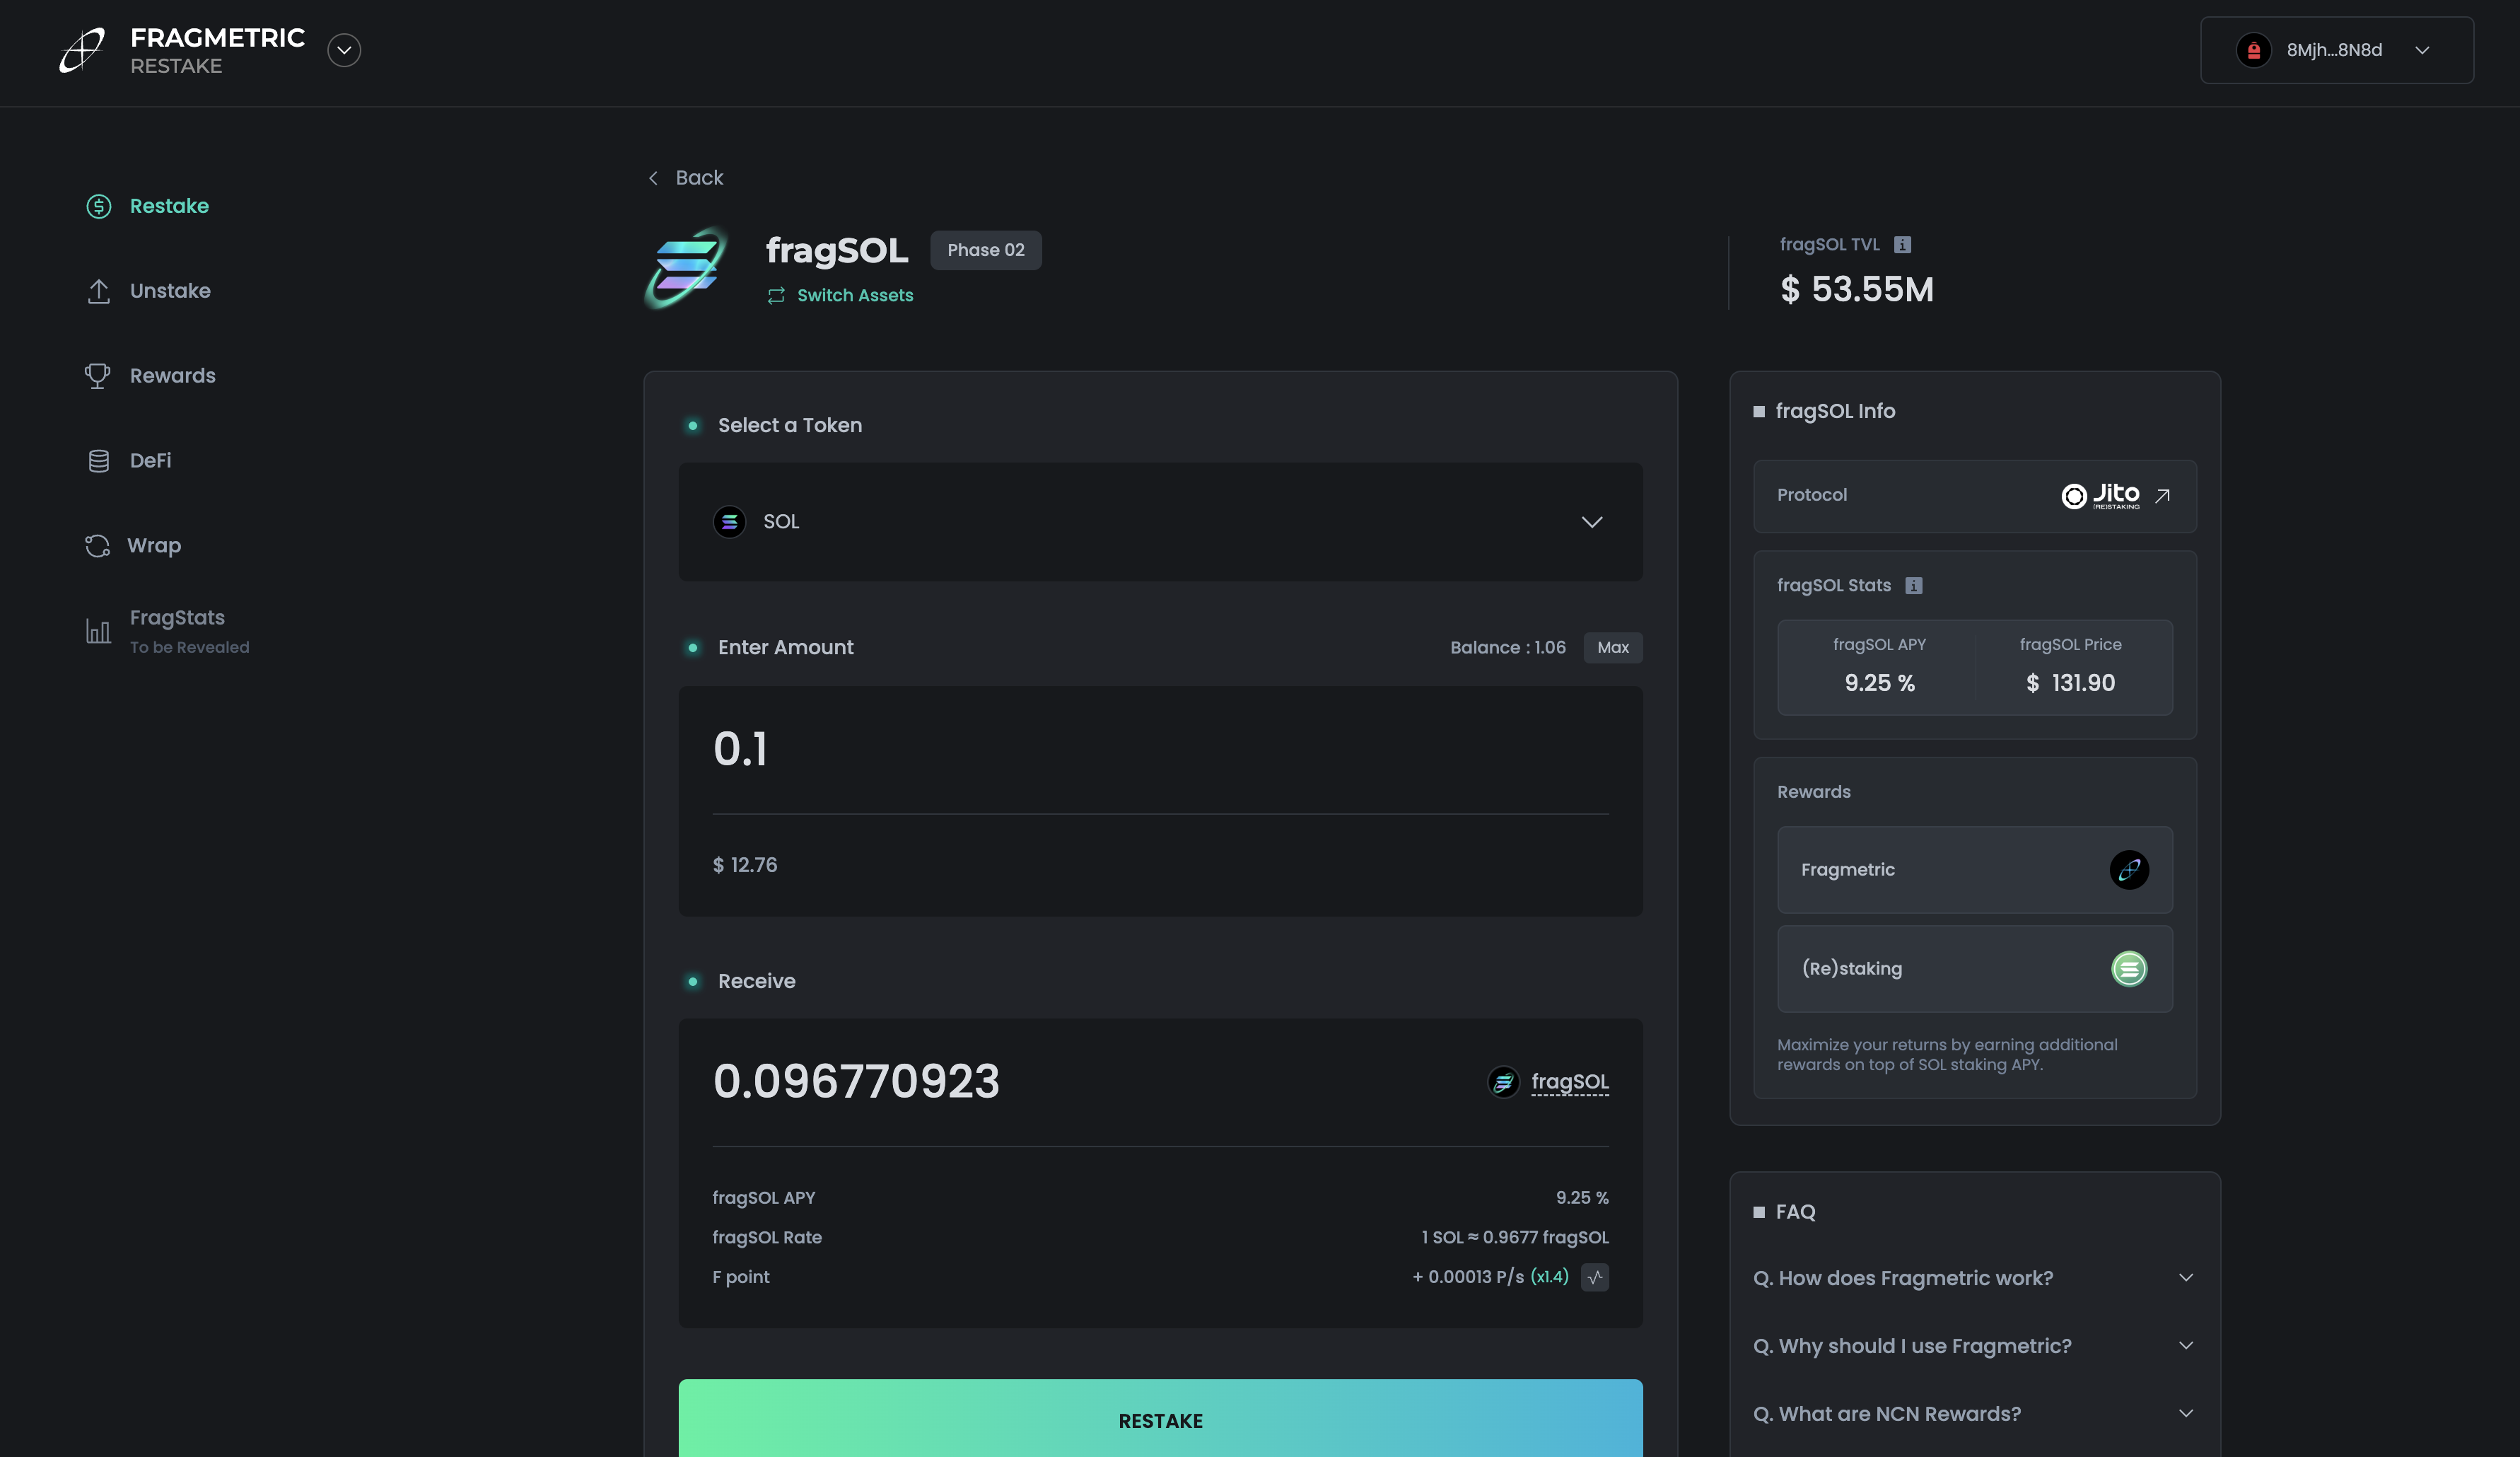 FRAGMETRIC
RESTAKE
8Mjh...8N8d
Restake
Unstake
Rewards
DeFi
Wrap
FragStats
To be Revealed
Back
fragSOL
Phase 02
Switch Assets
fragSOL TVL
$ 53.55M
Select a Token
SOL
Enter Amount
Balance : 1.06
Max
0.1
$ 12.76
Receive
0.096770923
fragSOL
fragSOL APY
9.25 %
fragSOL Rate
1 SOL ≈ 0.9677 fragSOL
F point
+ 0.00013 P/s (x1.4)
RESTAKE
fragSOL Info
Protocol
Jito
(RE)STAKING
fragSOL Stats
fragSOL APY
9.25 %
fragSOL Price
$ 131.90
Rewards
Fragmetric
(Re)staking
Maximize your returns by earning additional
rewards on top of SOL staking APY.
FAQ
Q. How does Fragmetric work?
Q. Why should I use Fragmetric?
Q. What are NCN Rewards?